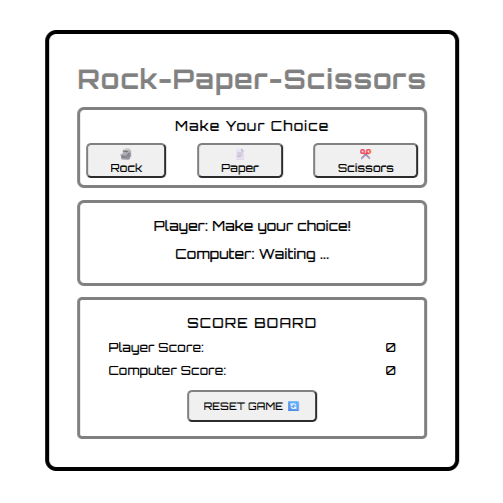 Rock-Paper-Scissors
Make Your Choice
Rock
Paper
Scissors
Player: Make your choice!
Computer: Waiting ...
SCORE BOARD
Player Score: 0
Computer Score: 0
RESET GAME